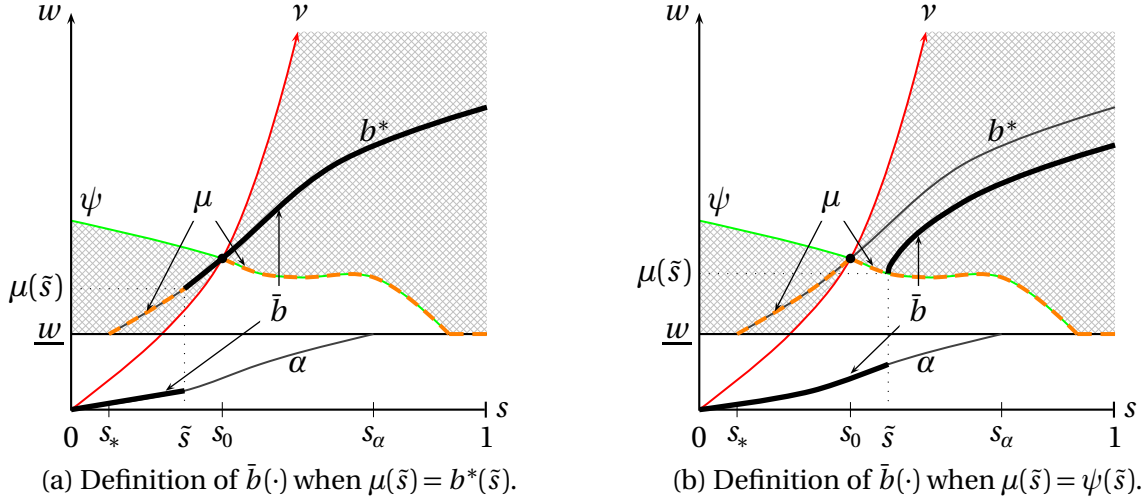 w
ν
b*
ψ
μ
μ(s̃)
b̄
w
α
s
0
s*
s̃
s₀
sα
1
(a) Definition of b̄(·) when μ(s̃) = b*(s̃).
w
ν
b*
ψ
μ
μ(s̃)
b̄
w
α
s
0
s*
s₀
s̃
sα
1
(b) Definition of b̄(·) when μ(s̃) = ψ(s̃).